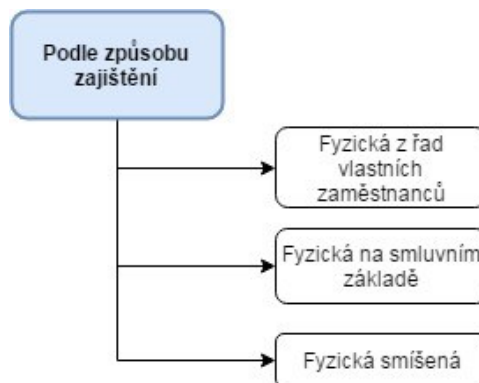 Podle způsobu
zajištění
Fyzická z řad
vlastních
zaměstnanců
Fyzická na smluvním
základě
Fyzická smíšená